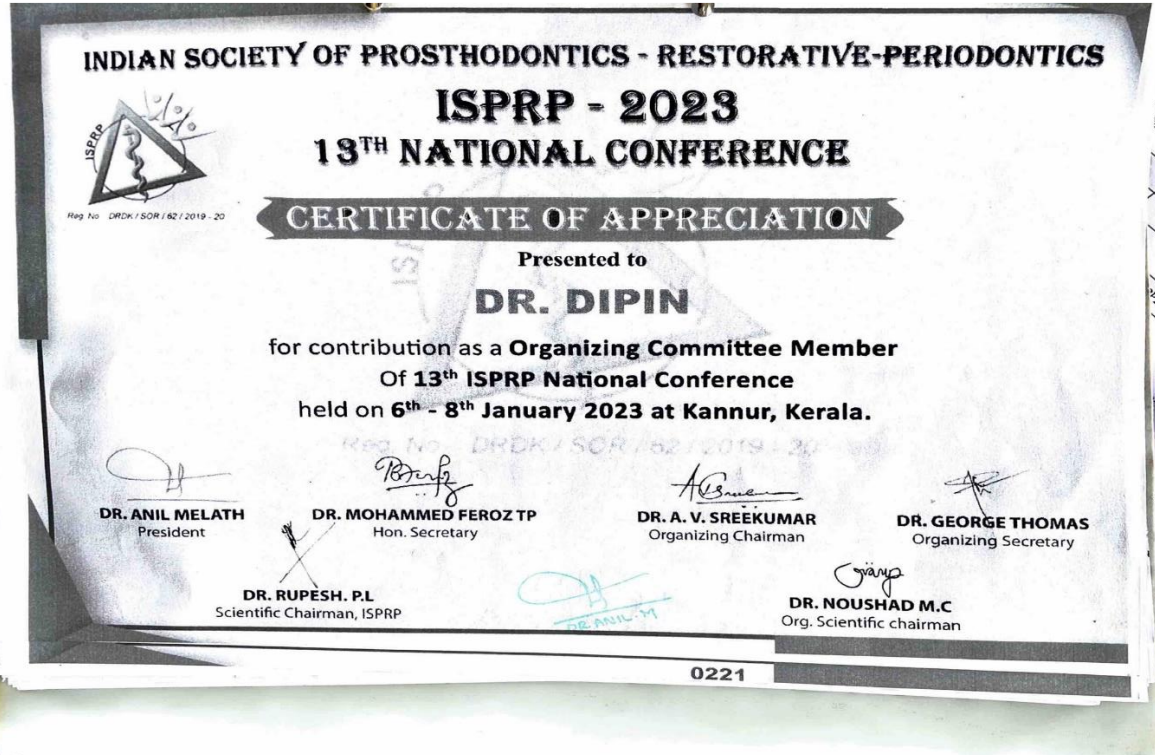 INDIAN SOCIETY OF PROSTHODONTICS - RESTORATIVE-PERIODONTICS
ISPRP - 2023
13TH NATIONAL CONFERENCE
ISPRP
Reg. No DRDK / SOR / 62 / 2019 - 20
CERTIFICATE OF APPRECIATION
Presented to
DR. DIPIN
for contribution as a Organizing Committee Member
Of 13th ISPRP National Conference
held on 6th - 8th January 2023 at Kannur, Kerala.
Reg. No. DRDK / SOR / 62 / 2019 - 20
DR. ANIL MELATH
President
DR. MOHAMMED FEROZ TP
Hon. Secretary
DR. A. V. SREEKUMAR
Organizing Chairman
DR. GEORGE THOMAS
Organizing Secretary
DR. RUPESH. P.L
Scientific Chairman, ISPRP
DR ANIL-M
DR. NOUSHAD M.C
Org. Scientific chairman
0221